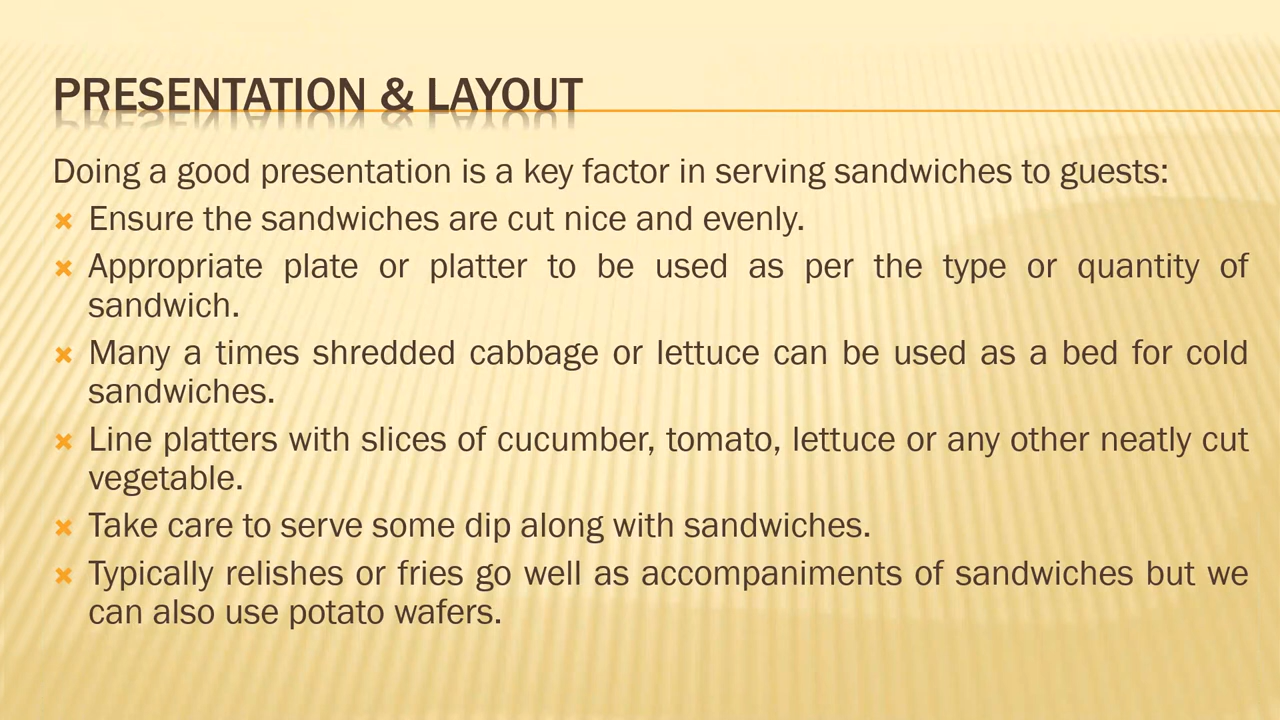 PRESENTATION & LAYOUT
Doing a good presentation is a key factor in serving sandwiches to guests:
Ensure the sandwiches are cut nice and evenly.
Appropriate plate or platter to be used as per the type or quantity of
sandwich.
Many a times shredded cabbage or lettuce can be used as a bed for cold
sandwiches.
Line platters with slices of cucumber, tomato, lettuce or any other neatly cut
vegetable.
Take care to serve some dip along with sandwiches.
Typically relishes or fries go well as accompaniments of sandwiches but we
can also use potato wafers.